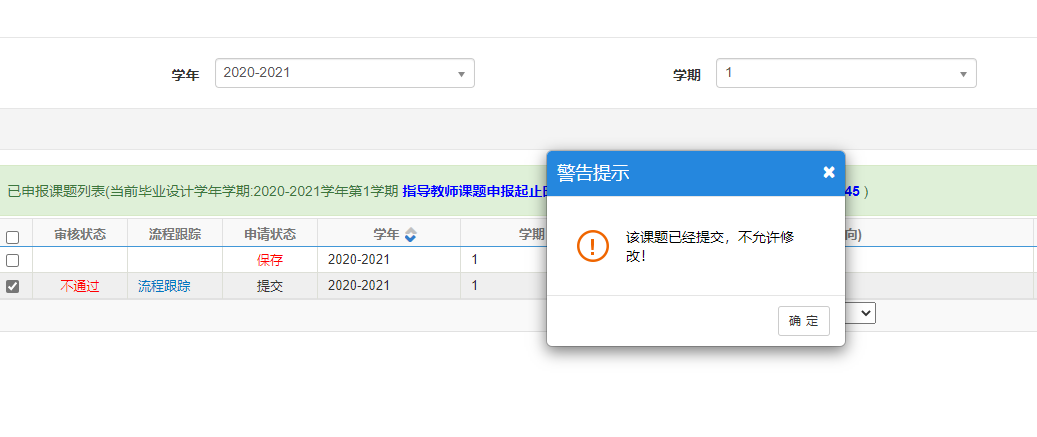 学年 2020-2021 学期 1
已申报课题列表(当前毕业设计学年学期:2020-2021学年第1学期 指导教师课题申报起止 45 )
警告提示
该课题已经提交，不允许修
改！
确 定
审核状态 流程跟踪 申请状态 学年 学期 向)
保存 2020-2021 1
不通过 流程跟踪 提交 2020-2021 1